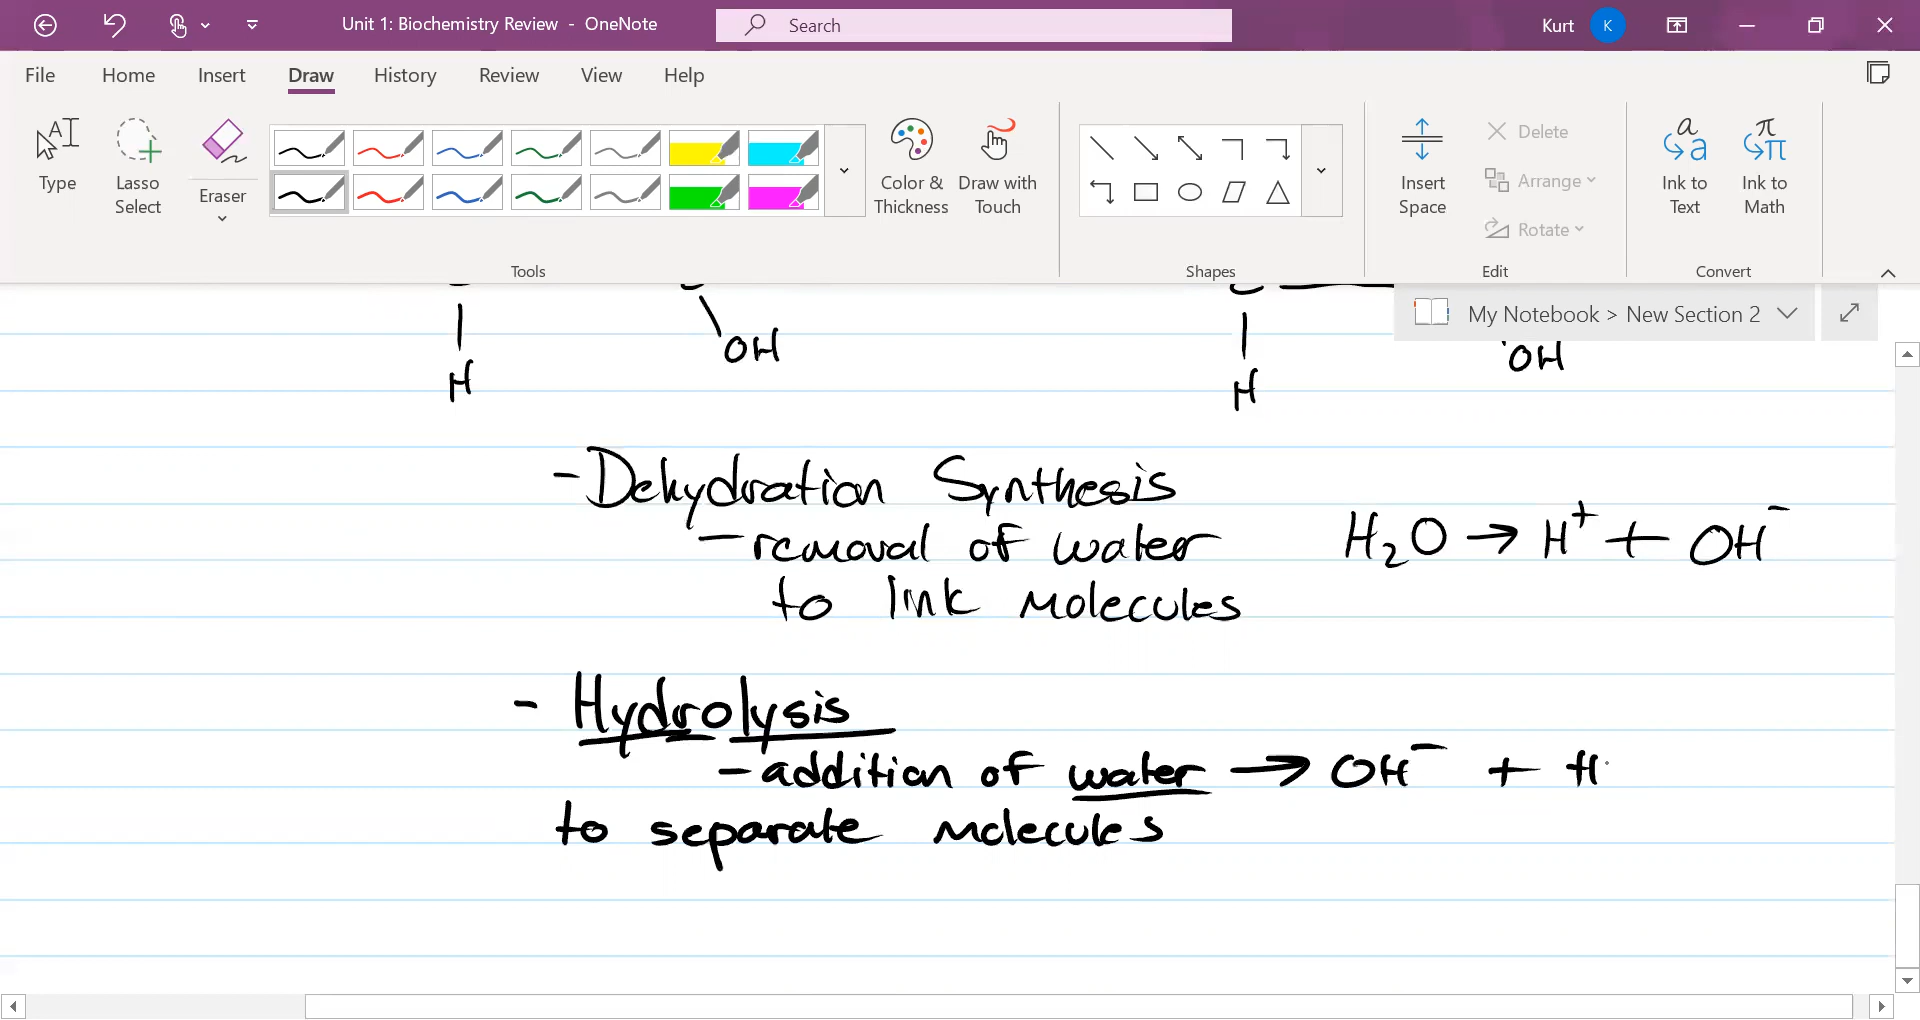 Unit 1: Biochemistry Review - OneNote
Search
Kurt
K
File Home Insert Draw History Review View Help
Type
Lasso Select
Eraser
Color & Thickness
Draw with Touch
Insert Space
Delete
Arrange
Rotate
Ink to Text
Ink to Math
Tools
Shapes
Edit
Convert
My Notebook > New Section 2
OH
OH
H
H
- Dehydration Synthesis
- removal of water
H₂O → H⁺ + OH⁻
to link molecules
- Hydrolysis
- addition of water → OH⁻ + H
to separate molecules